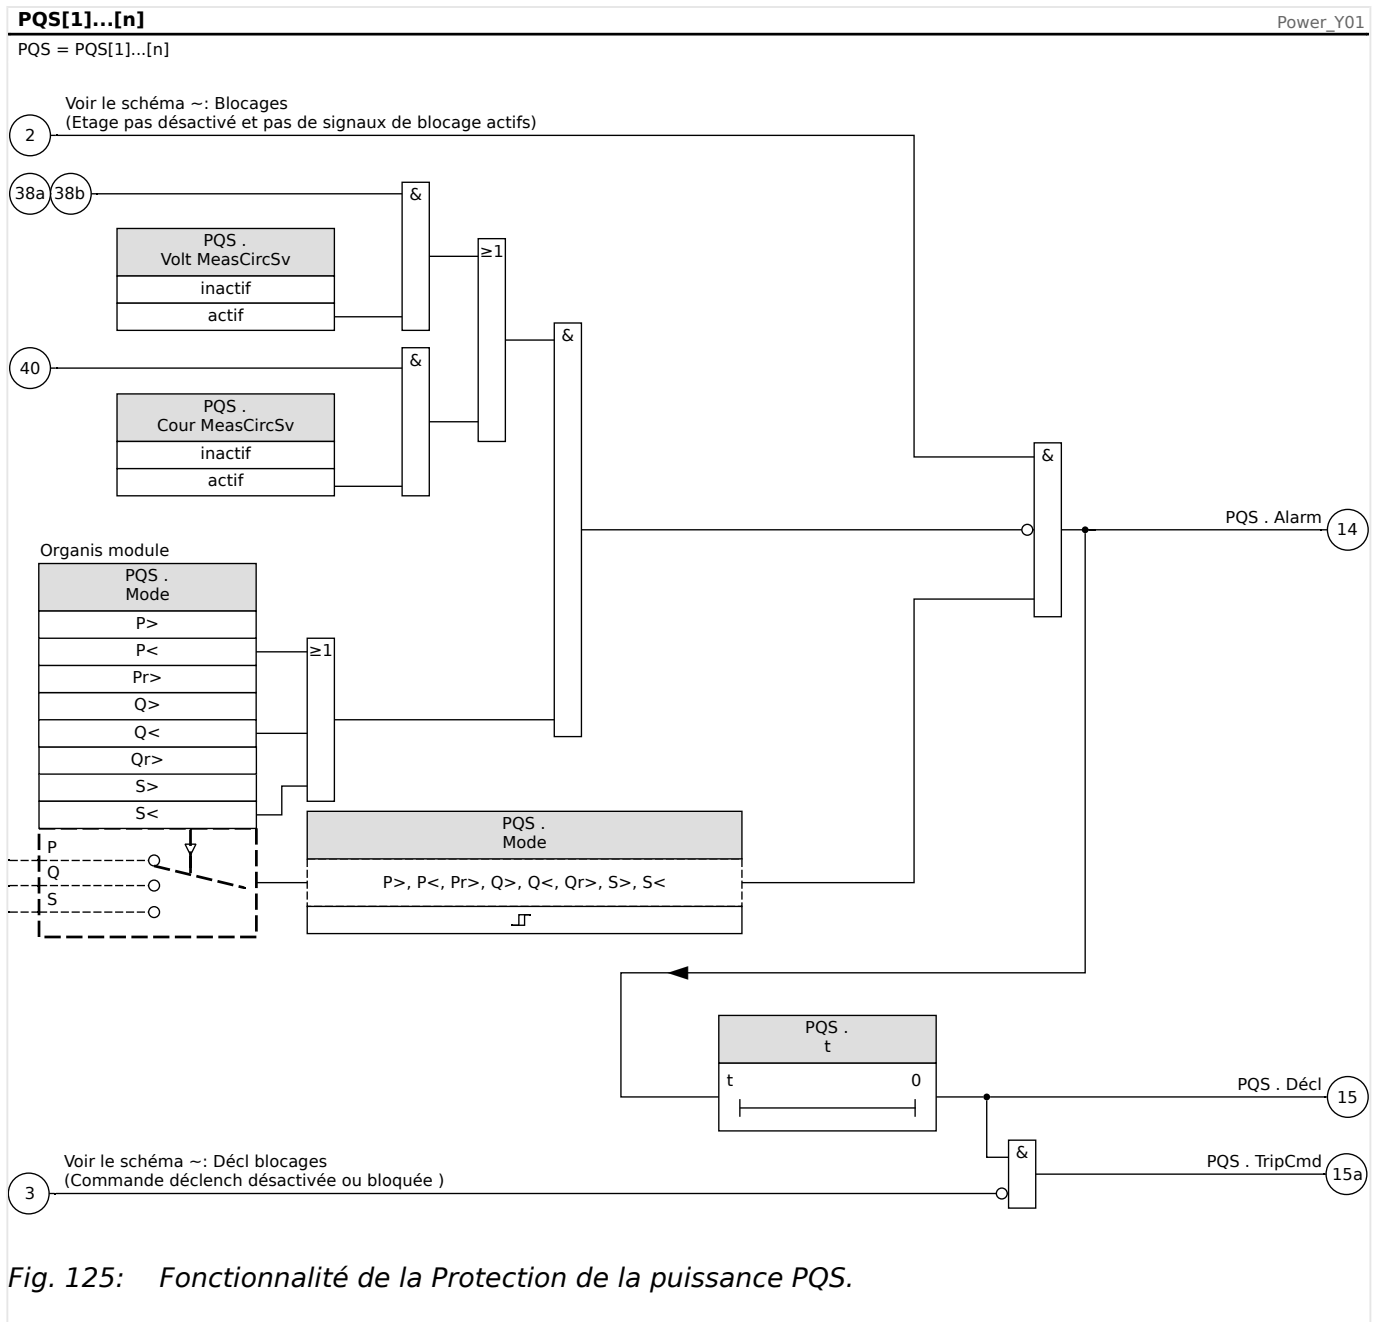 PQS[1]...[n]
Power_Y01
PQS = PQS[1]...[n]
Voir le schéma ~: Blocages
(Etage pas désactivé et pas de signaux de blocage actifs)
2
38a 38b
&
PQS .
Volt MeasCircSv
inactif
actif
≥1
&
40
&
PQS .
Cour MeasCircSv
inactif
actif
&
PQS . Alarm
14
Organis module
PQS .
Mode
P>
P<
Pr>
Q>
Q<
Qr>
S>
S<
≥1
P
Q
S
PQS .
Mode
P>, P<, Pr>, Q>, Q<, Qr>, S>, S<
PQS .
t
t 0
PQS . Décl
15
&
PQS . TripCmd
15a
Voir le schéma ~: Décl blocages
(Commande déclench désactivée ou bloquée )
3
Fig. 125: Fonctionnalité de la Protection de la puissance PQS.